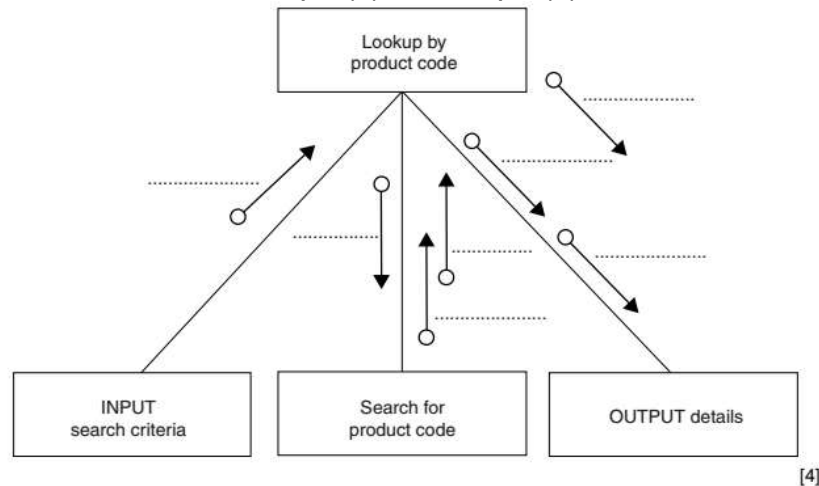 Lookup by
product code
INPUT
search criteria
Search for
product code
OUTPUT details
[4]